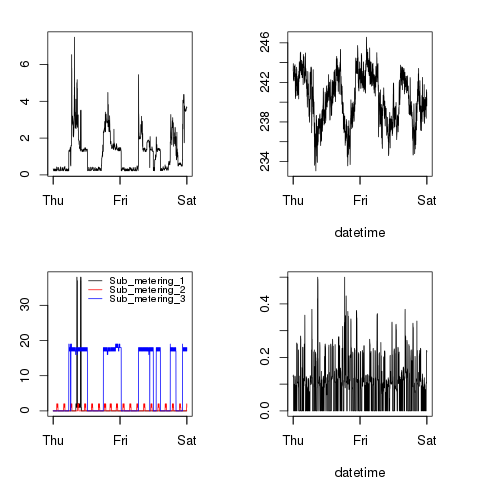 6
4
2
0
Thu Fri Sat
246
242
238
234
Thu Fri Sat
datetime
Sub_metering_1
Sub_metering_2
Sub_metering_3
30
20
10
0
Thu Fri Sat
0.4
0.2
0.0
Thu Fri Sat
datetime